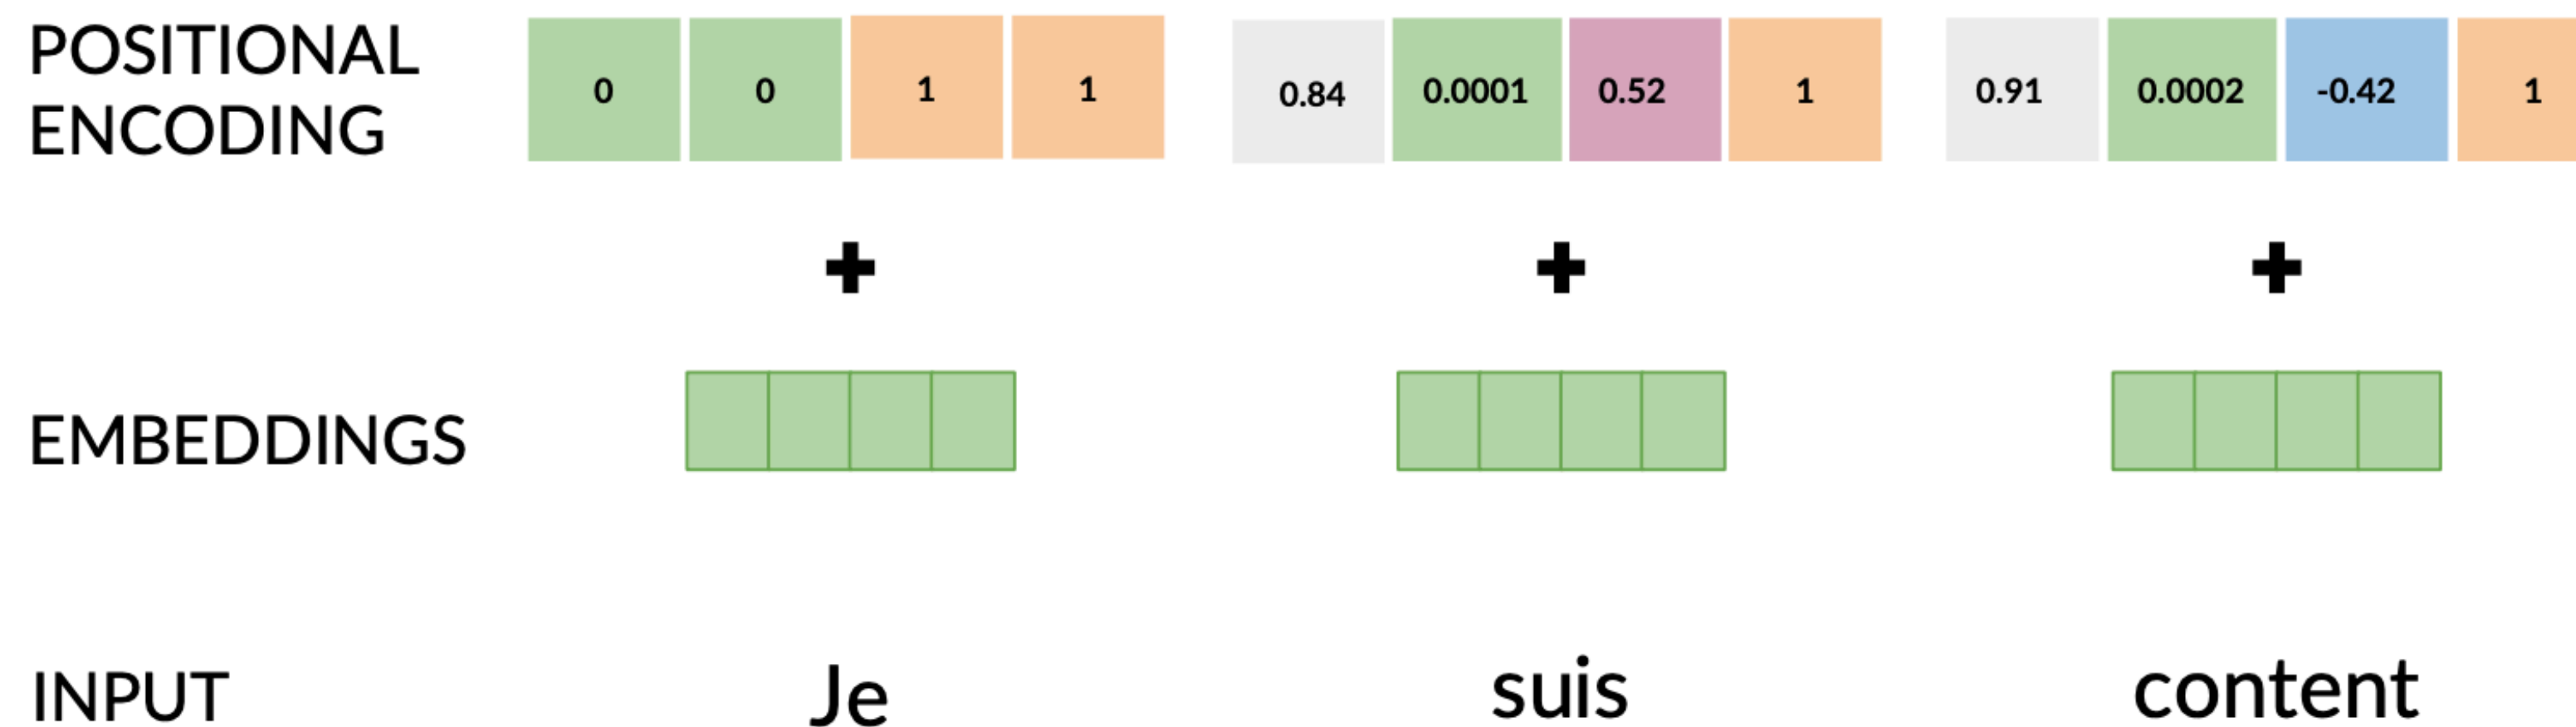 POSITIONAL
ENCODING
0 0 1 1 0.84 0.0001 0.52 1 0.91 0.0002 -0.42 1
+ + +
EMBEDDINGS
INPUT Je suis content